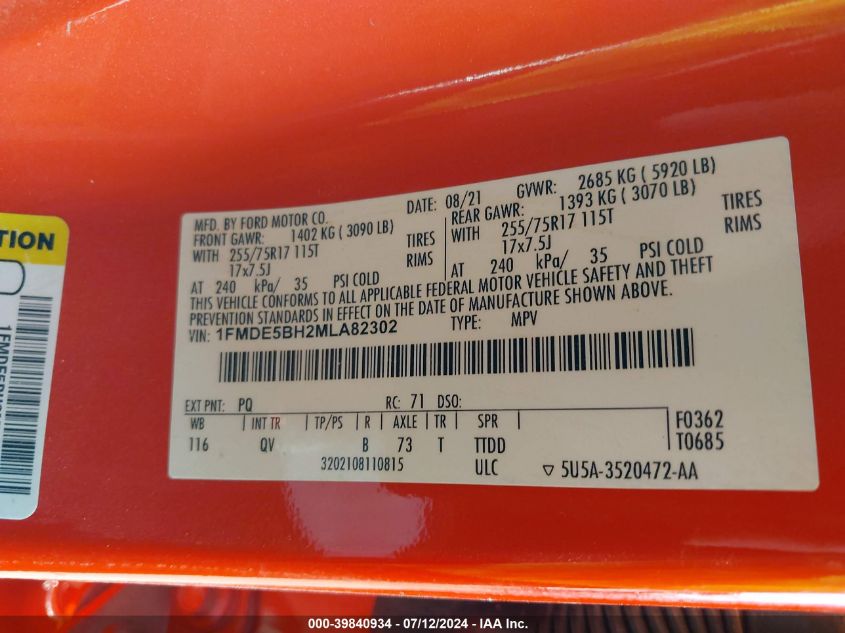 TION
1FMDE5BH2
MFD. BY FORD MOTOR CO. DATE: 08/21 GVWR: 2685 KG ( 5920 LB)
FRONT GAWR: 1402 KG ( 3090 LB) REAR GAWR: 1393 KG ( 3070 LB)
WITH 255/75R17 115T TIRES WITH 255/75R17 115T TIRES
17x7.5J RIMS 17x7.5J RIMS
AT 240 kPa/ 35 PSI COLD AT 240 kPa/ 35 PSI COLD
THIS VEHICLE CONFORMS TO ALL APPLICABLE FEDERAL MOTOR VEHICLE SAFETY AND THEFT
PREVENTION STANDARDS IN EFFECT ON THE DATE OF MANUFACTURE SHOWN ABOVE.
VIN: 1FMDE5BH2MLA82302 TYPE: MPV
EXT PNT: PQ RC: 71 DSO:
WB INT TR TP/PS R AXLE TR SPR F0362
116 QV B 73 T TTDD T0685
3202108110815 ULC ▽ 5U5A-3520472-AA
000-39840934 - 07/12/2024 - IAA Inc.